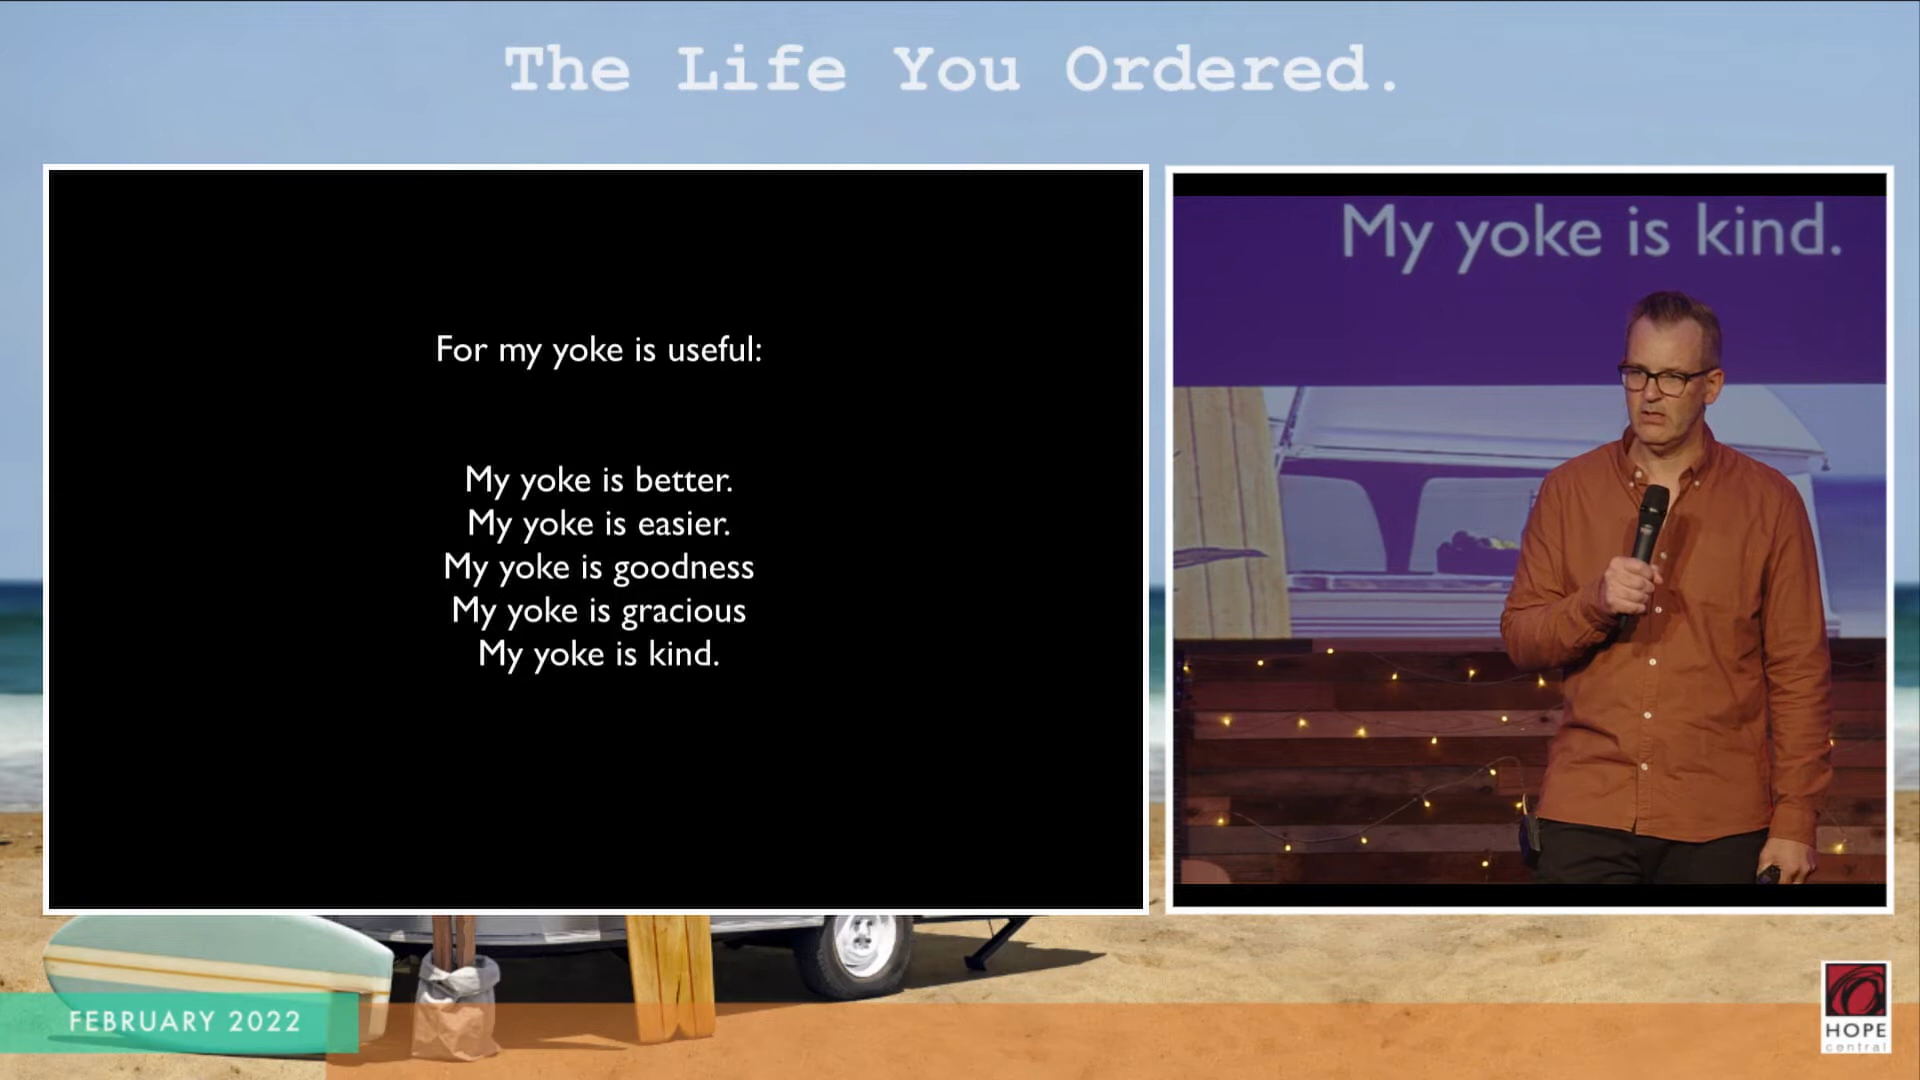 The Life You Ordered.
For my yoke is useful:
My yoke is better.
My yoke is easier.
My yoke is goodness
My yoke is gracious
My yoke is kind.
My yoke is kind.
FEBRUARY 2022
HOPE
central